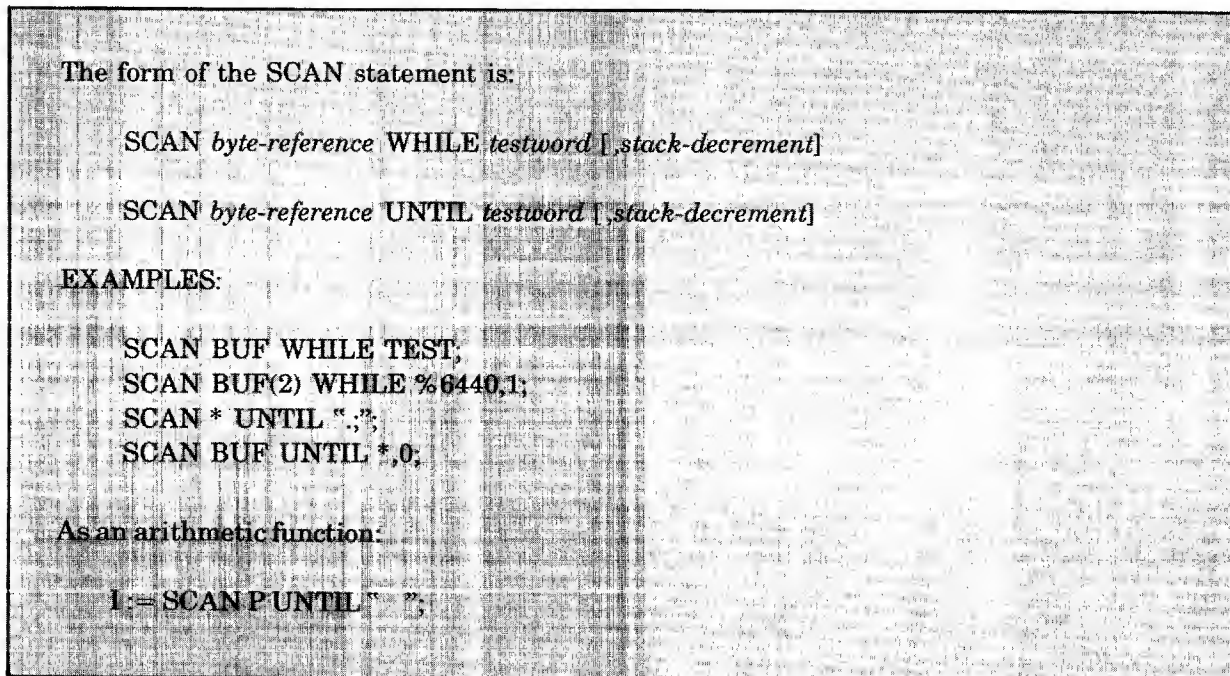 The form of the SCAN statement is:
SCAN byte-reference WHILE testword [,stack-decrement]
SCAN byte-reference UNTIL testword [,stack-decrement]
EXAMPLES:
SCAN BUF WHILE TEST;
SCAN BUF(2) WHILE %6440,1;
SCAN * UNTIL ".;";
SCAN BUF UNTIL *,0;
As an arithmetic function:
I := SCAN P UNTIL "  ";